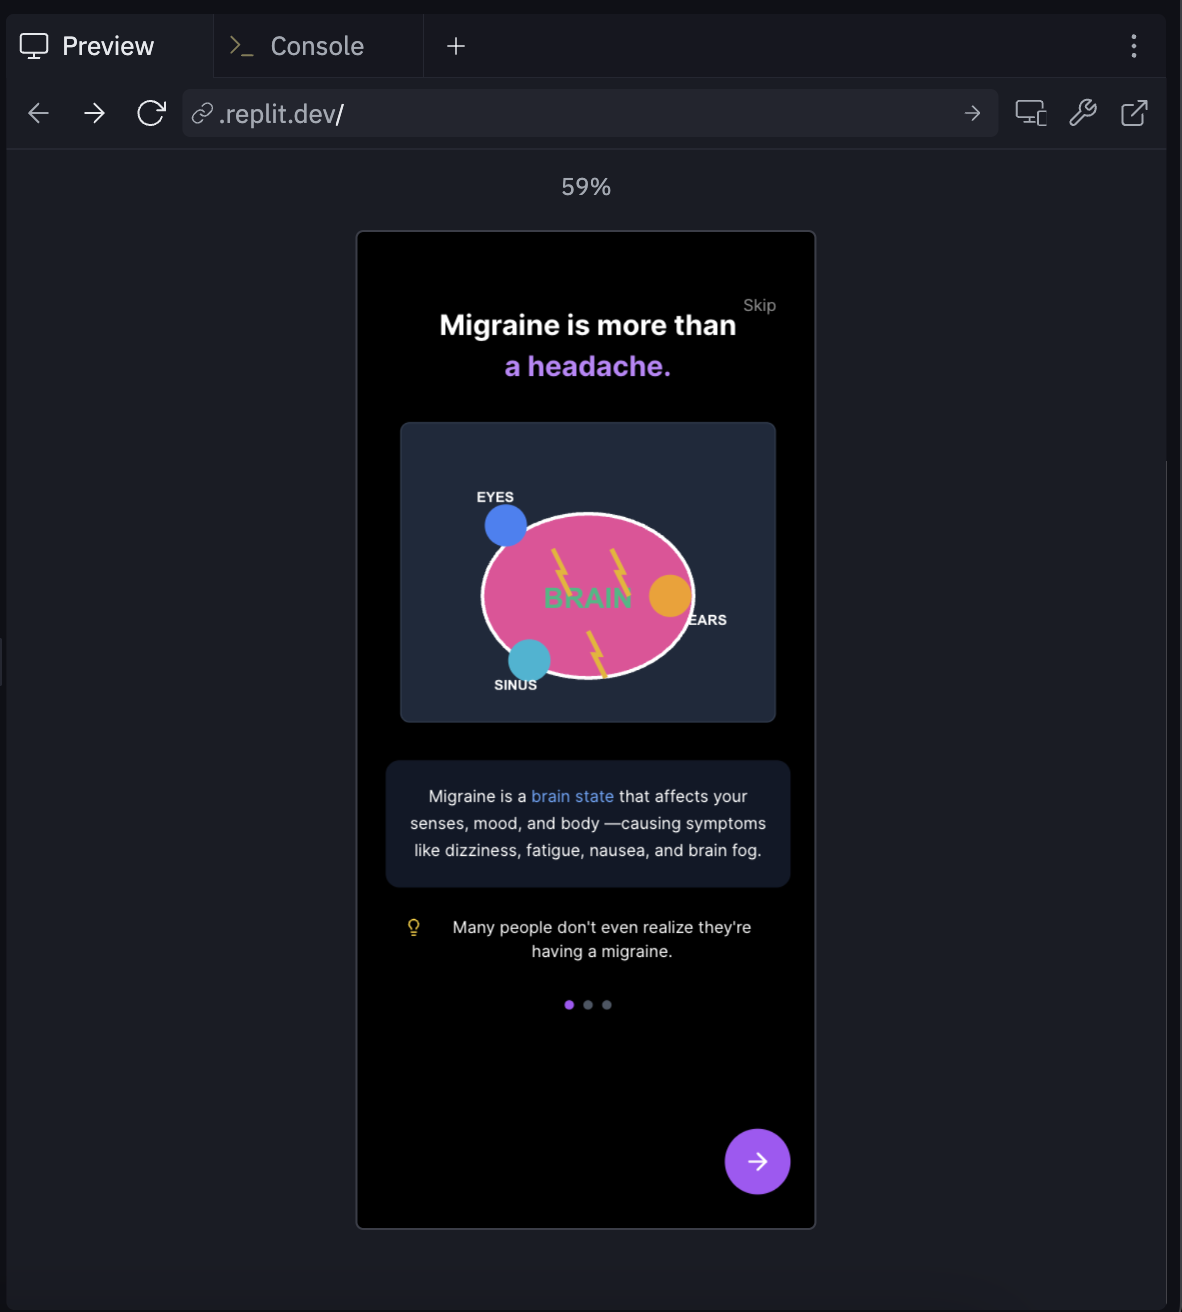 Preview
Console
.replit.dev/
59%
Skip
Migraine is more than
a headache.
EYES
BRAIN
EARS
SINUS
Migraine is a brain state that affects your
senses, mood, and body —causing symptoms
like dizziness, fatigue, nausea, and brain fog.
Many people don't even realize they're
having a migraine.